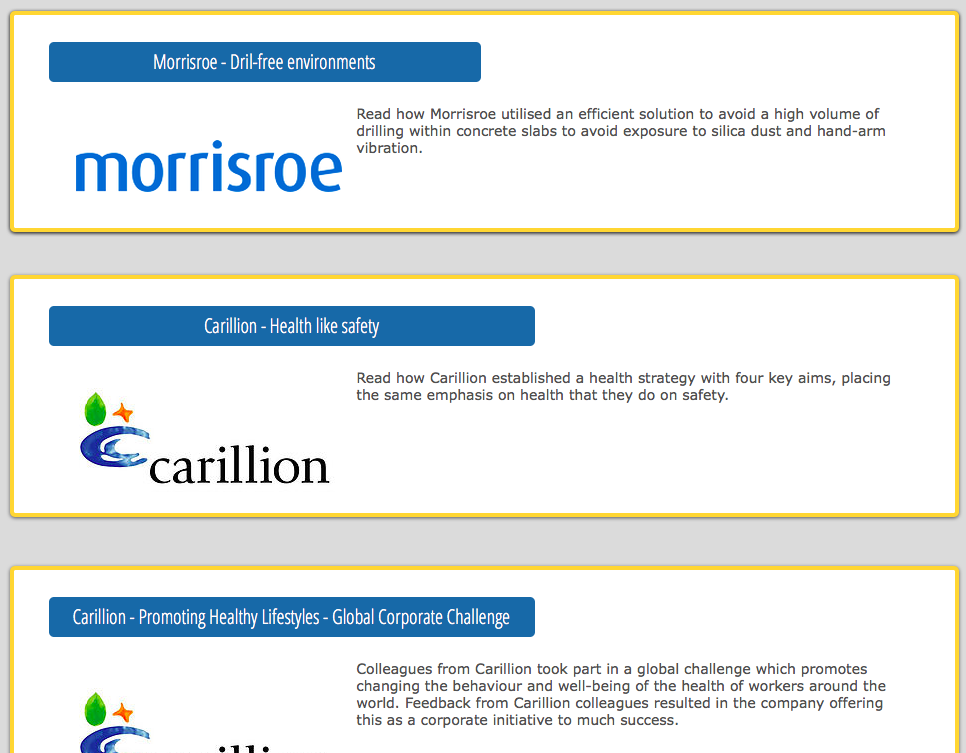 Morrisroe - Dril-free environments
Read how Morrisroe utilised an efficient solution to avoid a high volume of
drilling within concrete slabs to avoid exposure to silica dust and hand-arm
vibration.
morrisroe
Carillion - Health like safety
Read how Carillion established a health strategy with four key aims, placing
the same emphasis on health that they do on safety.
carillion
Carillion - Promoting Healthy Lifestyles - Global Corporate Challenge
Colleagues from Carillion took part in a global challenge which promotes
changing the behaviour and well-being of the health of workers around the
world. Feedback from Carillion colleagues resulted in the company offering
this as a corporate initiative to much success.